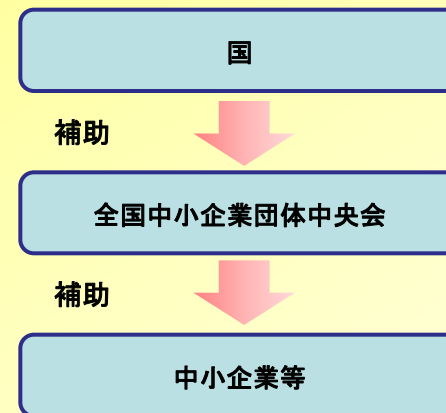 国
補助
全国中小企業団体中央会
補助
中小企業等